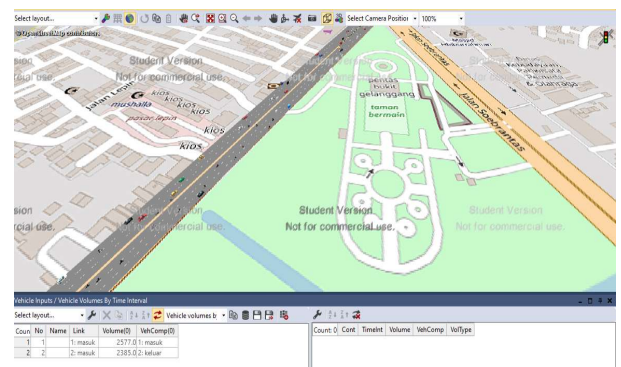 Select layout...
Select Camera Position
100%
© OpenStreetMap contributors
Student Version
Not for commercial use.
Student Version
Not for commercial use.
Jalan
kios
kios
mushalla
pasar lepin
kios
kios
pentas
bukit
gelanggang
taman
bermain
Jalan Soebrantas
sion
rcial use.
Student Version
Not for commercial use.
Student Version
Not for commercial use.
Vehicle Inputs / Vehicle Volumes By Time Interval
Select layout...
Vehicle volumes b
Coun No Name Link Volume(0) VehComp(0)
1 1 1: masuk 2577.0 1: masuk
2 2 2: masuk 2385.0 2: keluar
Count: 0 Cont TimeInt Volume VehComp VolType